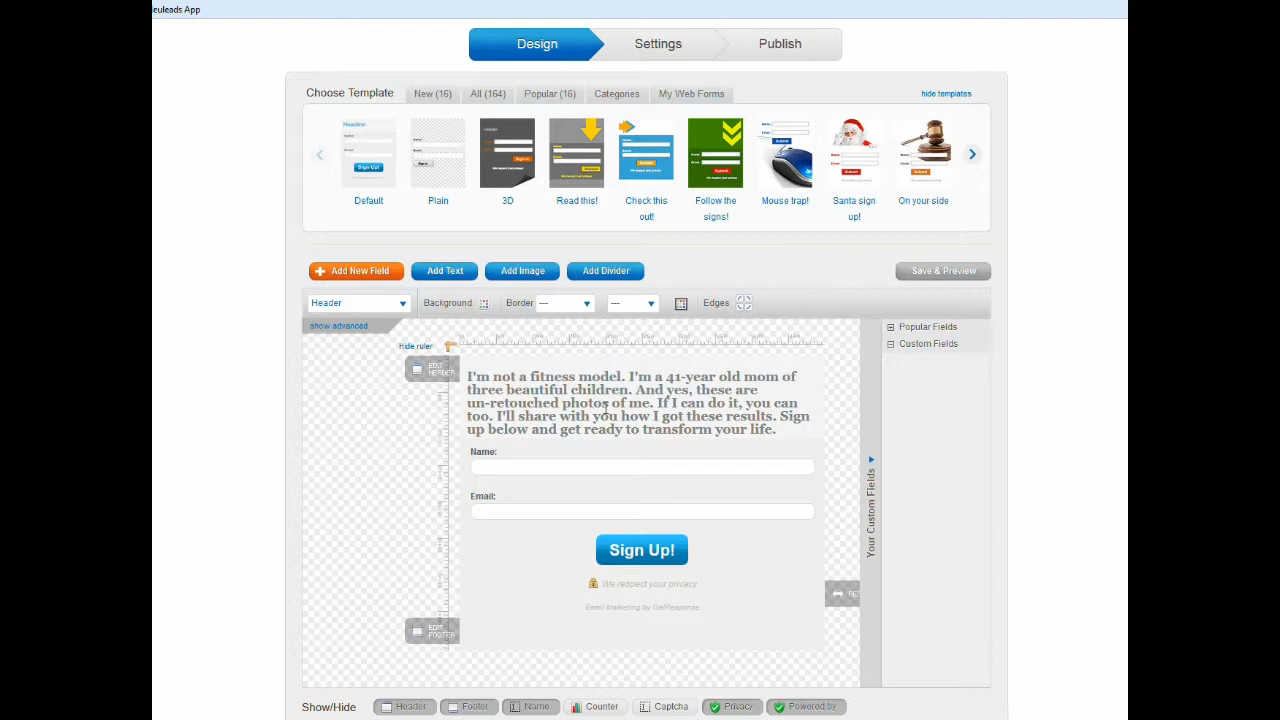 euleads App
Design
Settings
Publish
Choose Template
New (16)
All (164)
Popular (16)
Categories
My Web Forms
hide templates
Default
Plain
3D
Read this!
Check this out!
Follow the signs!
Mouse trap!
Santa sign up!
On your side
Add New Field
Add Text
Add Image
Add Divider
Save & Preview
Header
Background
Border
---
---
Edges
show advanced
Hide ruler
Popular Fields
Custom Fields
EDIT HEADER
I'm not a fitness model. I'm a 41-year old mom of
three beautiful children. And yes, these are
un-retouched photos of me. If I can do it, you can
too. I'll share with you how I got these results. Sign
up below and get ready to transform your life.
Name:
Email:
Sign Up!
We respect your privacy
Email Marketing by GetResponse
Your Custom Fields
EDIT FOOTER
Show/Hide
Header
Footer
Name
Counter
Captcha
Privacy
Powered by